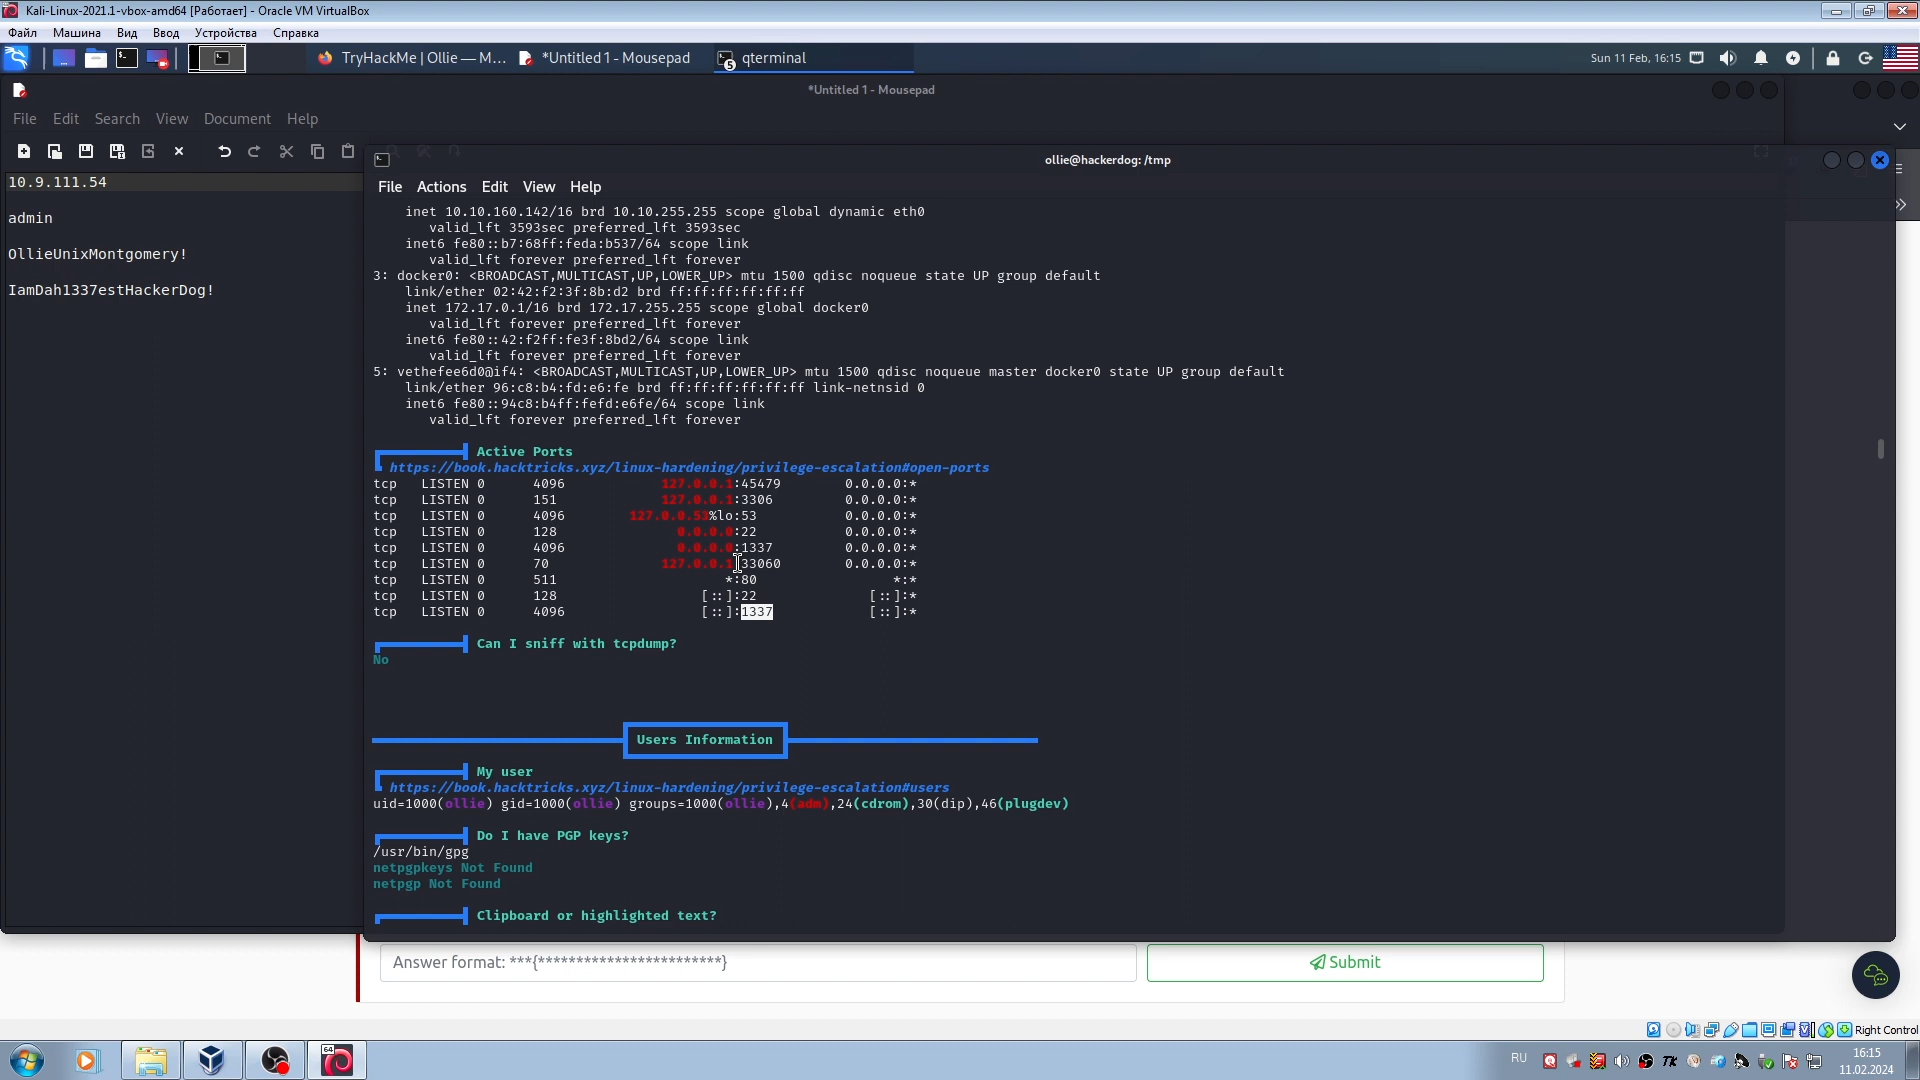 Kali-Linux-2021.1-vbox-amd64 [Работает] - Oracle VM VirtualBox
Файл Машина Вид Ввод Устройства Справка
TryHackMe | Ollie — M... *Untitled 1 - Mousepad qterminal Sun 11 Feb, 16:15
*Untitled 1 - Mousepad
File Edit Search View Document Help
10.9.111.54
admin
OllieUnixMontgomery!
IamDah1337estHackerDog!
ollie@hackerdog: /tmp
File Actions Edit View Help
inet 10.10.160.142/16 brd 10.10.255.255 scope global dynamic eth0
valid_lft 3593sec preferred_lft 3593sec
inet6 fe80::b7:68ff:feda:b537/64 scope link
valid_lft forever preferred_lft forever
3: docker0: <BROADCAST,MULTICAST,UP,LOWER_UP> mtu 1500 qdisc noqueue state UP group default
link/ether 02:42:f2:3f:8b:d2 brd ff:ff:ff:ff:ff:ff
inet 172.17.0.1/16 brd 172.17.255.255 scope global docker0
valid_lft forever preferred_lft forever
inet6 fe80::42:f2ff:fe3f:8bd2/64 scope link
valid_lft forever preferred_lft forever
5: vethefee6d0@if4: <BROADCAST,MULTICAST,UP,LOWER_UP> mtu 1500 qdisc noqueue master docker0 state UP group default
link/ether 96:c8:b4:fd:e6:fe brd ff:ff:ff:ff:ff:ff link-netnsid 0
inet6 fe80::94c8:b4ff:fefd:e6fe/64 scope link
valid_lft forever preferred_lft forever
Active Ports
https://book.hacktricks.xyz/linux-hardening/privilege-escalation#open-ports
tcp LISTEN 0 4096 127.0.0.1:45479 0.0.0.0:*
tcp LISTEN 0 151 127.0.0.1:3306 0.0.0.0:*
tcp LISTEN 0 4096 127.0.0.53%lo:53 0.0.0.0:*
tcp LISTEN 0 128 0.0.0.0:22 0.0.0.0:*
tcp LISTEN 0 4096 0.0.0.0:1337 0.0.0.0:*
tcp LISTEN 0 70 127.0.0.1:33060 0.0.0.0:*
tcp LISTEN 0 511 *:80 *:*
tcp LISTEN 0 128 [::]:22 [::]:*
tcp LISTEN 0 4096 [::]:1337 [::]:*
Can I sniff with tcpdump?
No
Users Information
My user
https://book.hacktricks.xyz/linux-hardening/privilege-escalation#users
uid=1000(ollie) gid=1000(ollie) groups=1000(ollie),4(adm),24(cdrom),30(dip),46(plugdev)
Do I have PGP keys?
/usr/bin/gpg
netpgpkeys Not Found
netpgp Not Found
Clipboard or highlighted text?
Answer format: ***{************************} Submit
Right Control
64
RU 16:15
11.02.2024